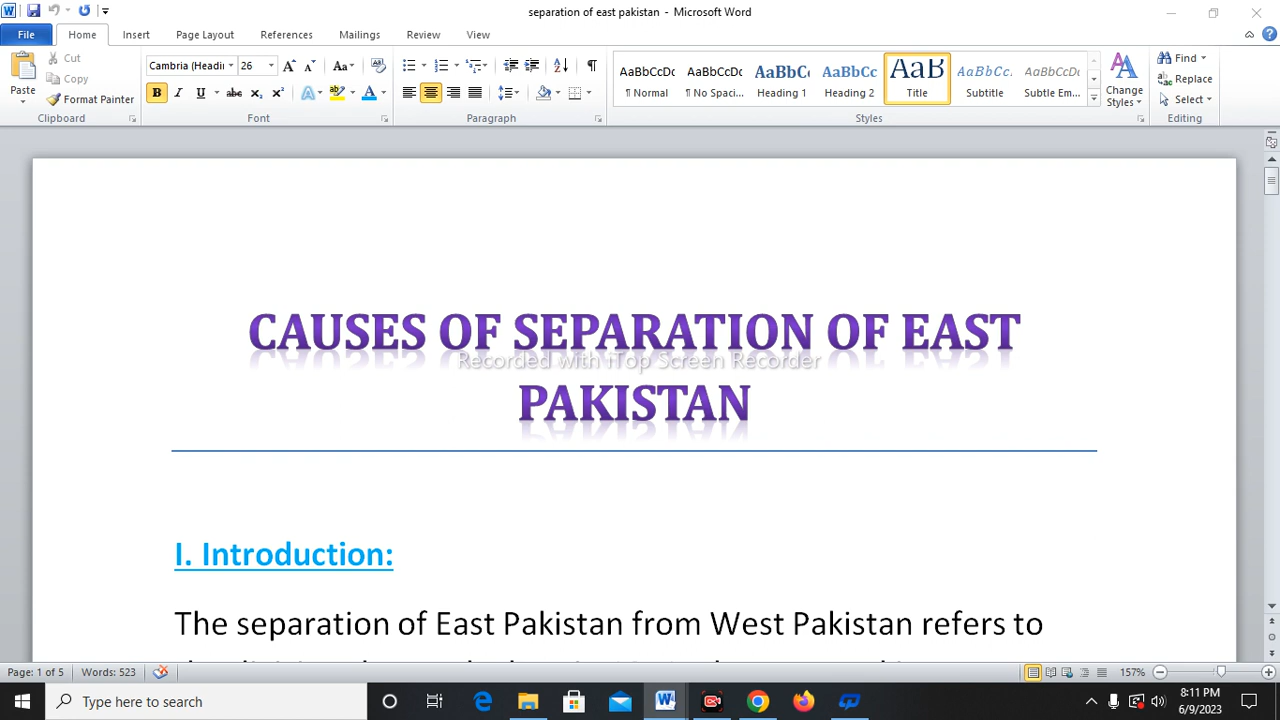 separation of east pakistan - Microsoft Word
File Home Insert Page Layout References Mailings Review View
Cut
Copy
Format Painter
Paste
Clipboard
Cambria (Headi 26
Font
Paragraph
AaBbCcDc AaBbCcDc AaBbCc AaBbCc AaB AaBbCc. AaBbCcDc
¶ Normal ¶ No Spaci... Heading 1 Heading 2 Title Subtitle Subtle Em...
Change
Styles
Styles
Find
Replace
Select
Editing
CAUSES OF SEPARATION OF EAST
Recorded with iTop Screen Recorder
PAKISTAN
I. Introduction:
The separation of East Pakistan from West Pakistan refers to
Page: 1 of 5 Words: 523 157%
Type here to search
8:11 PM
6/9/2023